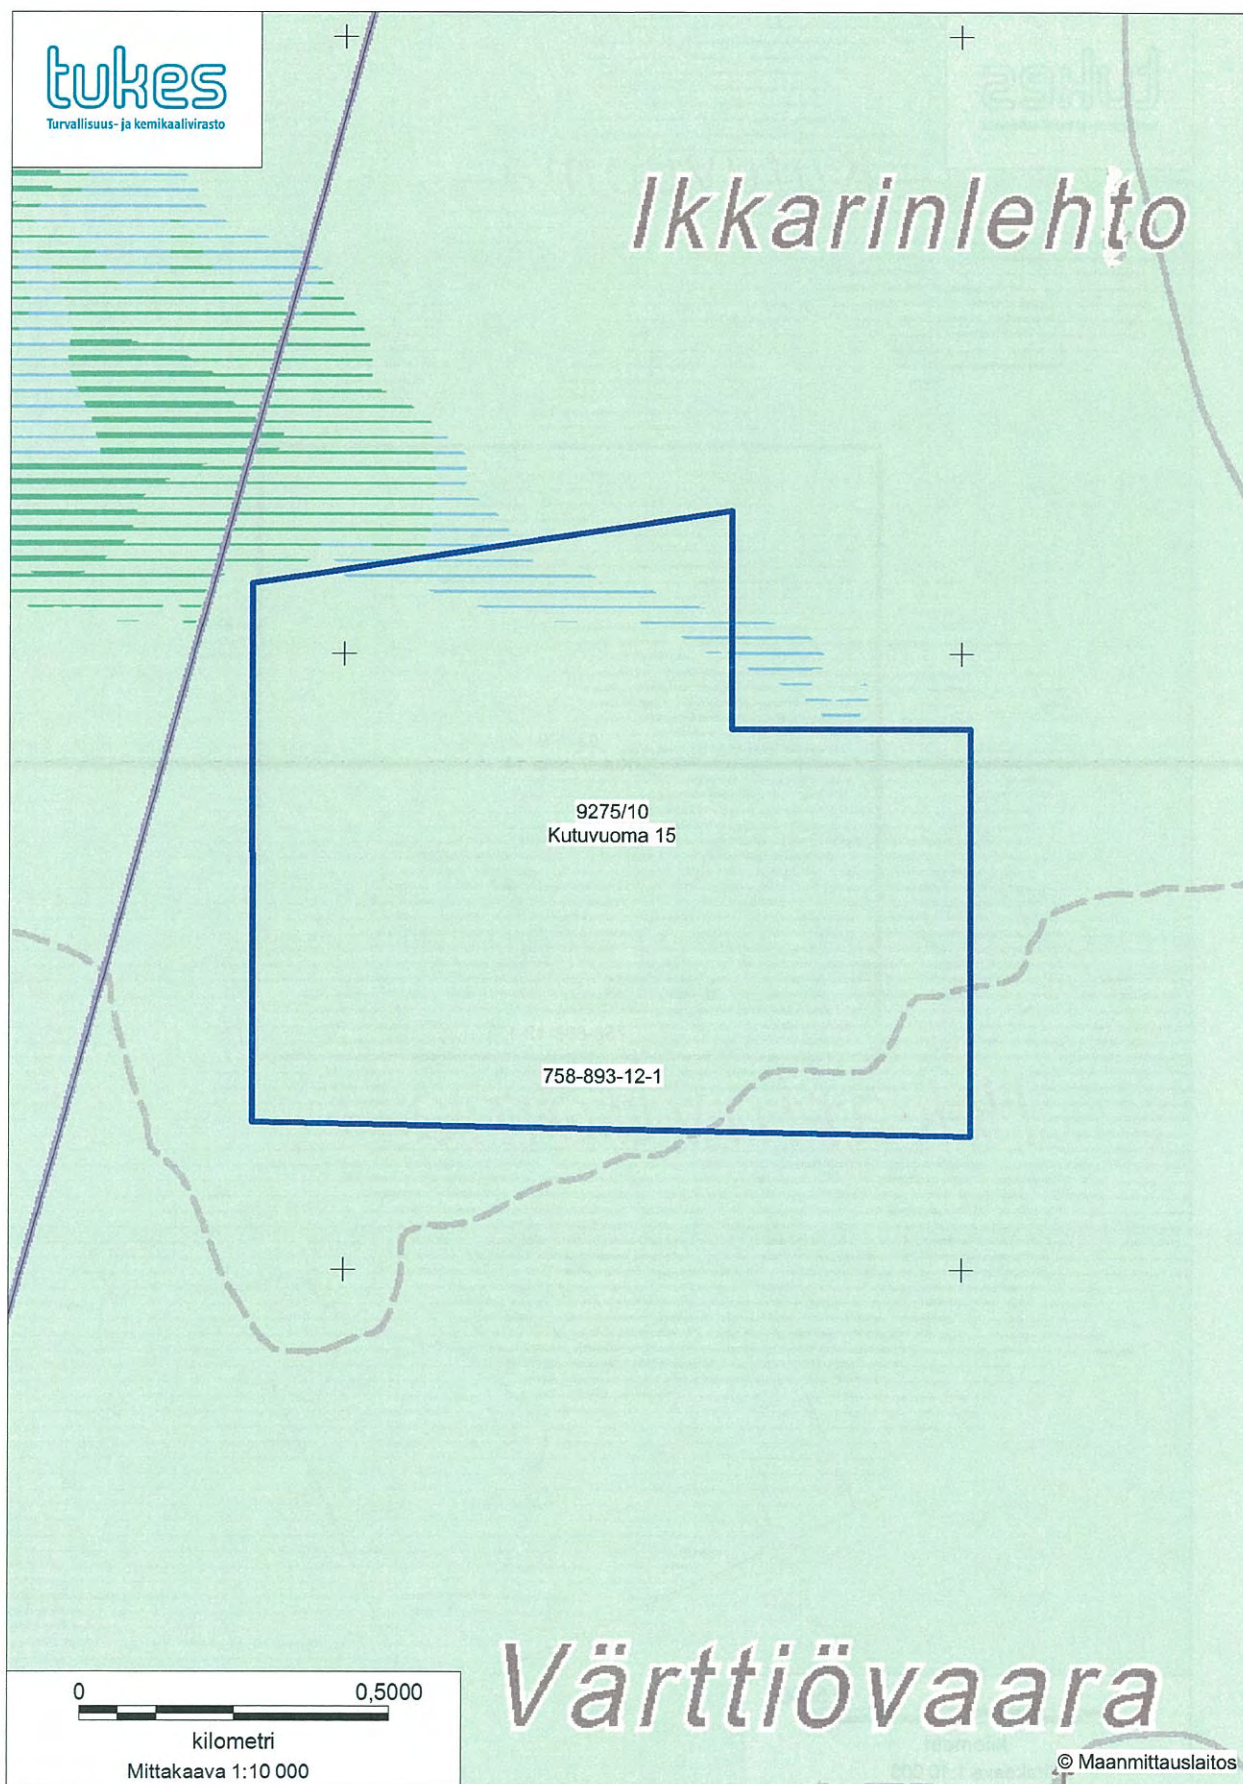 tukes
Turvallisuus- ja kemikaalivirasto
Ikkarinlehto
9275/10
Kutuvuoma 15
758-893-12-1
Värttiövaara
0 0,5000
kilometri
Mittakaava 1:10 000
© Maanmittauslaitos